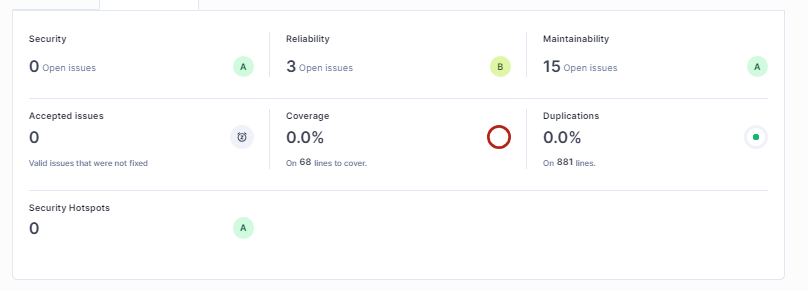 Security
0 Open issues A
Reliability
3 Open issues B
Maintainability
15 Open issues A
Accepted issues
0
Valid issues that were not fixed
Coverage
0.0%
On 68 lines to cover.
Duplications
0.0%
On 881 lines.
Security Hotspots
0 A